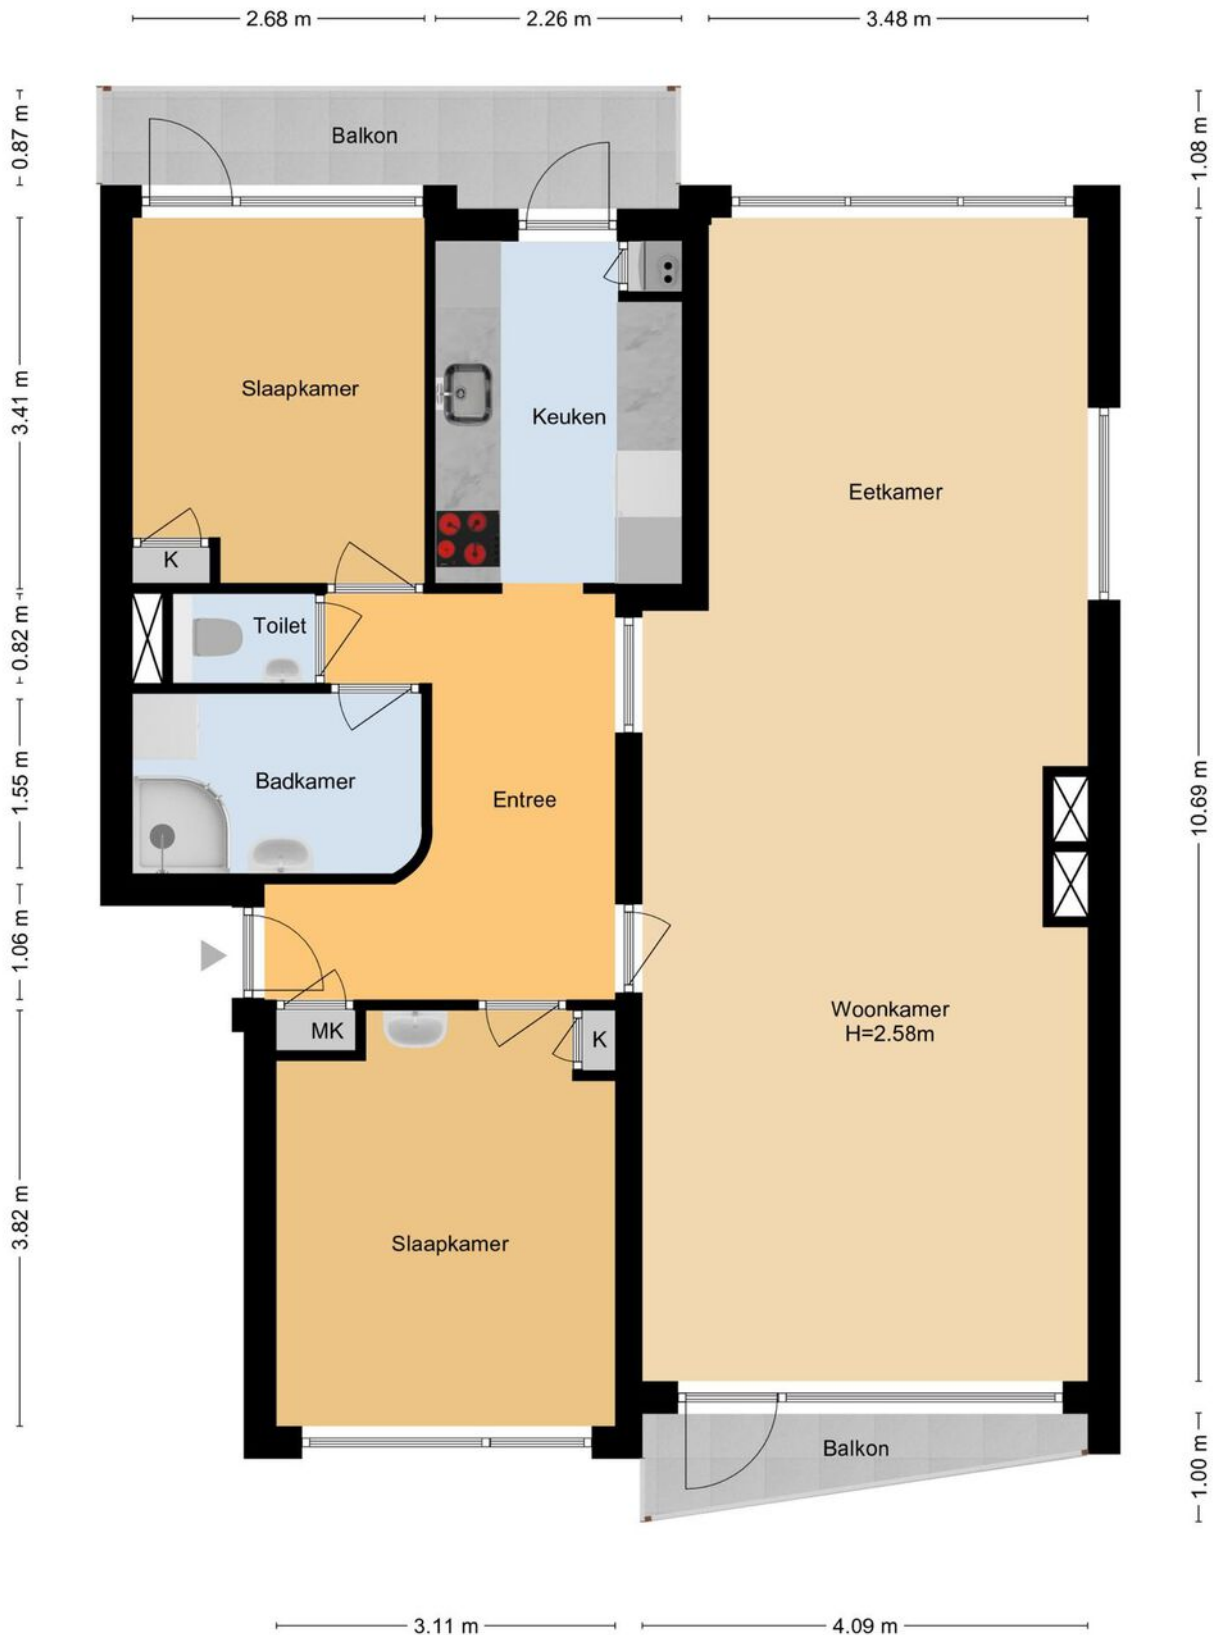 2.68 m
2.26 m
3.48 m
0.87 m
Balkon
1.08 m
3.41 m
Slaapkamer
Keuken
Eetkamer
K
0.82 m
Toilet
1.55 m
Badkamer
Entree
10.69 m
1.06 m
Woonkamer
H=2.58m
MK
K
3.82 m
Slaapkamer
Balkon
1.00 m
3.11 m
4.09 m